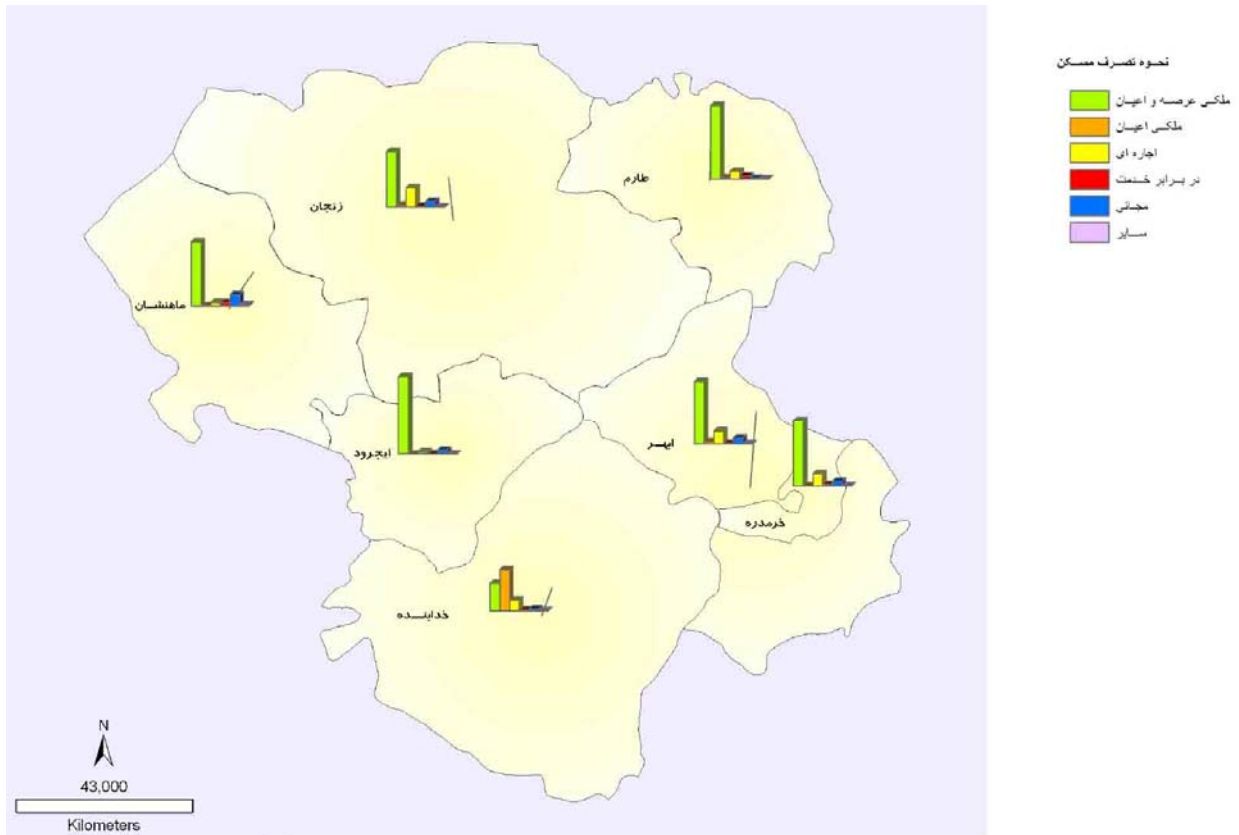 نحوه تصرف مسکن
ملکی عرصه و اعیان
ملکی اعیان
اجاره ای
در برابر خدمت
مجانی
سایر
طارم
زنجان
ماهنشان
ایجرود
ابهر
خرمدره
خدابنده
N
43,000
Kilometers